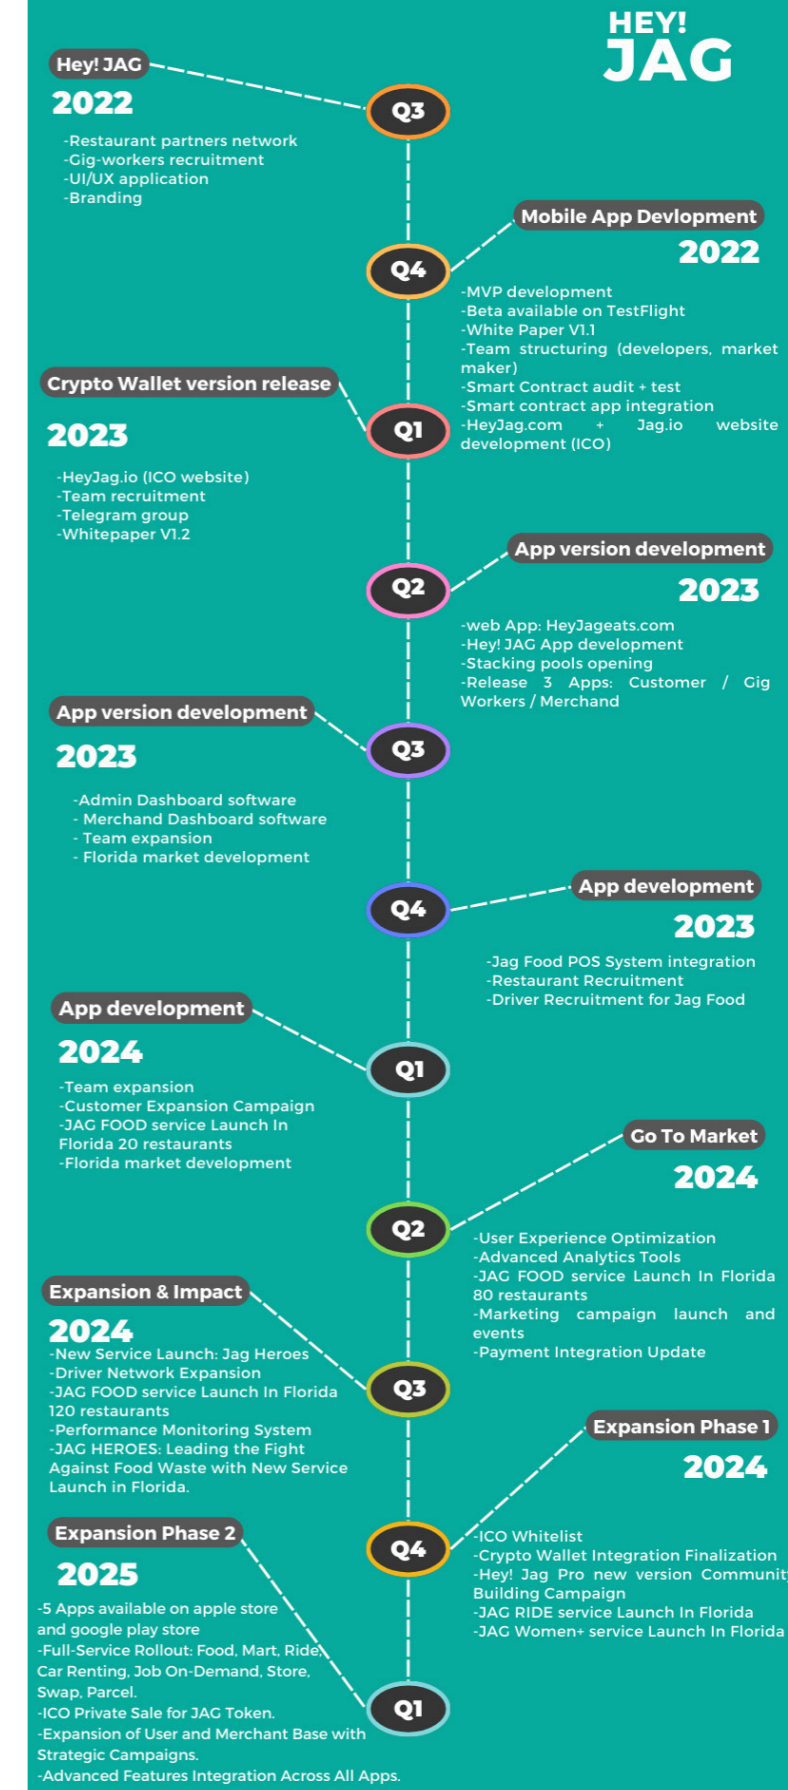 HEY!
JAG
Hey! JAG
2022
Q3
-Restaurant partners network
-Gig-workers recruitment
-UI/UX application
-Branding
Mobile App Devlopment
2022
Q4
-MVP development
-Beta available on TestFlight
-White Paper V1.1
-Team structuring (developers, market
maker)
-Smart Contract audit + test
-Smart contract app integration
-HeyJag.com + Jag.io website
development (ICO)
Crypto Wallet version release
2023
Q1
-HeyJag.io (ICO website)
-Team recruitment
-Telegram group
-Whitepaper V1.2
App version development
2023
Q2
-web App: HeyJageats.com
-Hey! JAG App development
-Stacking pools opening
-Release 3 Apps: Customer / Gig
Workers / Merchand
App version development
2023
Q3
-Admin Dashboard software
- Merchand Dashboard software
- Team expansion
- Florida market development
App development
2023
Q4
-Jag Food POS System integration
-Restaurant Recruitment
-Driver Recruitment for Jag Food
App development
2024
Q1
-Team expansion
-Customer Expansion Campaign
-JAG FOOD service Launch In
Florida 20 restaurants
-Florida market development
Go To Market
2024
Q2
-User Experience Optimization
-Advanced Analytics Tools
-JAG FOOD service Launch In Florida
80 restaurants
-Marketing campaign launch and
events
-Payment Integration Update
Expansion & Impact
2024
Q3
-New Service Launch: Jag Heroes
-Driver Network Expansion
-JAG FOOD service Launch In Florida
120 restaurants
-Performance Monitoring System
-JAG HEROES: Leading the Fight
Against Food Waste with New Service
Launch in Florida.
Expansion Phase 1
2024
Q4
-ICO Whitelist
-Crypto Wallet Integration Finalization
-Hey! Jag Pro new version Community
Building Campaign
-JAG RIDE service Launch In Florida
-JAG Women+ service Launch In Florida
Expansion Phase 2
2025
Q1
-5 Apps available on apple store
and google play store
-Full-Service Rollout: Food, Mart, Ride,
Car Renting, Job On-Demand, Store,
Swap, Parcel.
-ICO Private Sale for JAG Token.
-Expansion of User and Merchant Base with
Strategic Campaigns.
-Advanced Features Integration Across All Apps.